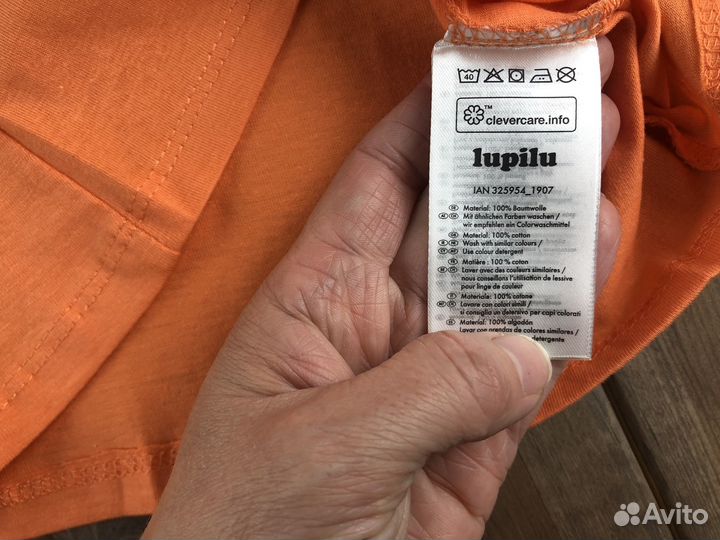 40
™
clevercare.info
lupilu
IAN 325954_1907
Material: 100% Baumwolle
Mit ähnlichen Farben waschen /
wir empfehlen ein Colorwaschmittel
Material: 100% cotton
Wash with similar colours /
Use colour detergent
Matière : 100 % coton
Laver avec des couleurs similaires /
nous conseillons l'utilisation de lessive
pour linge de couleur
Materiale: 100% cotone
Lavare con colori simili /
si consiglia un detersivo per capi colorati
Material: 100% algodón
Lavar con prendas de colores similares /
detergente
Avito